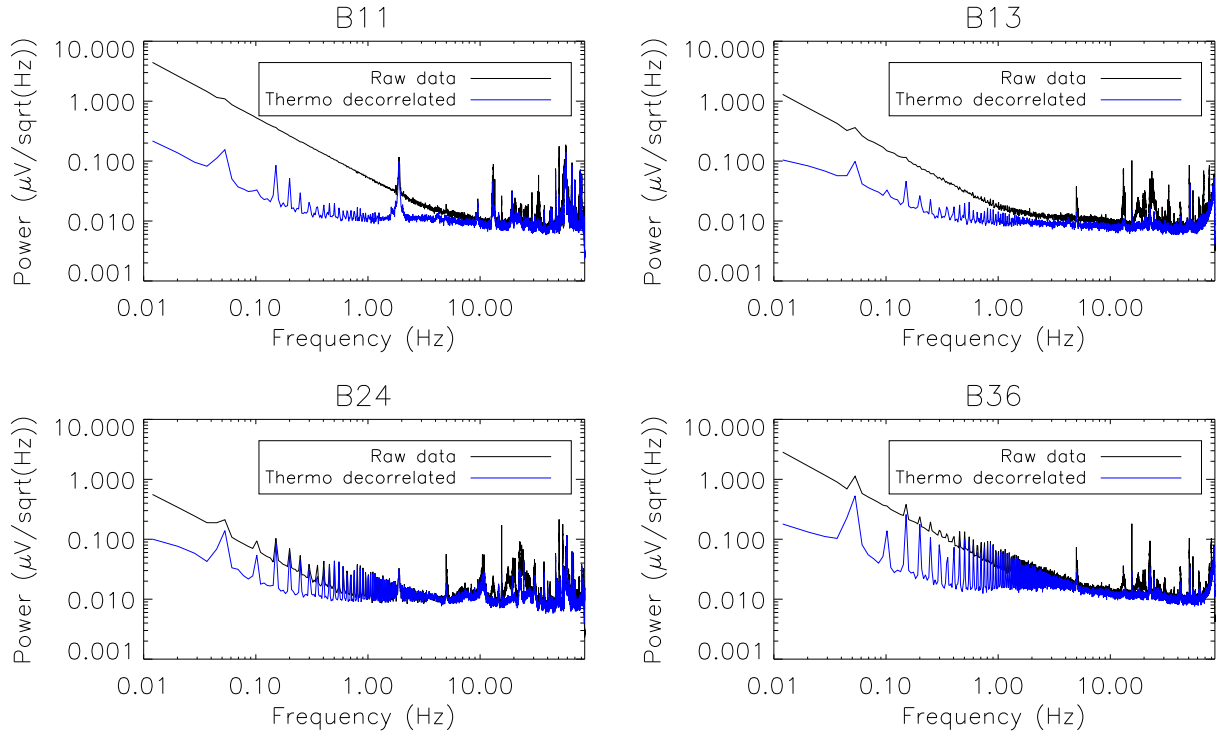 B11
10.000
1.000
0.100
0.010
0.001
Power (μV/sqrt(Hz))
Raw data
Thermo decorrelated
0.01
0.10
1.00
10.00
Frequency (Hz)
B13
10.000
1.000
0.100
0.010
0.001
Power (μV/sqrt(Hz))
Raw data
Thermo decorrelated
0.01
0.10
1.00
10.00
Frequency (Hz)
B24
10.000
1.000
0.100
0.010
0.001
Power (μV/sqrt(Hz))
Raw data
Thermo decorrelated
0.01
0.10
1.00
10.00
Frequency (Hz)
B36
10.000
1.000
0.100
0.010
0.001
Power (μV/sqrt(Hz))
Raw data
Thermo decorrelated
0.01
0.10
1.00
10.00
Frequency (Hz)